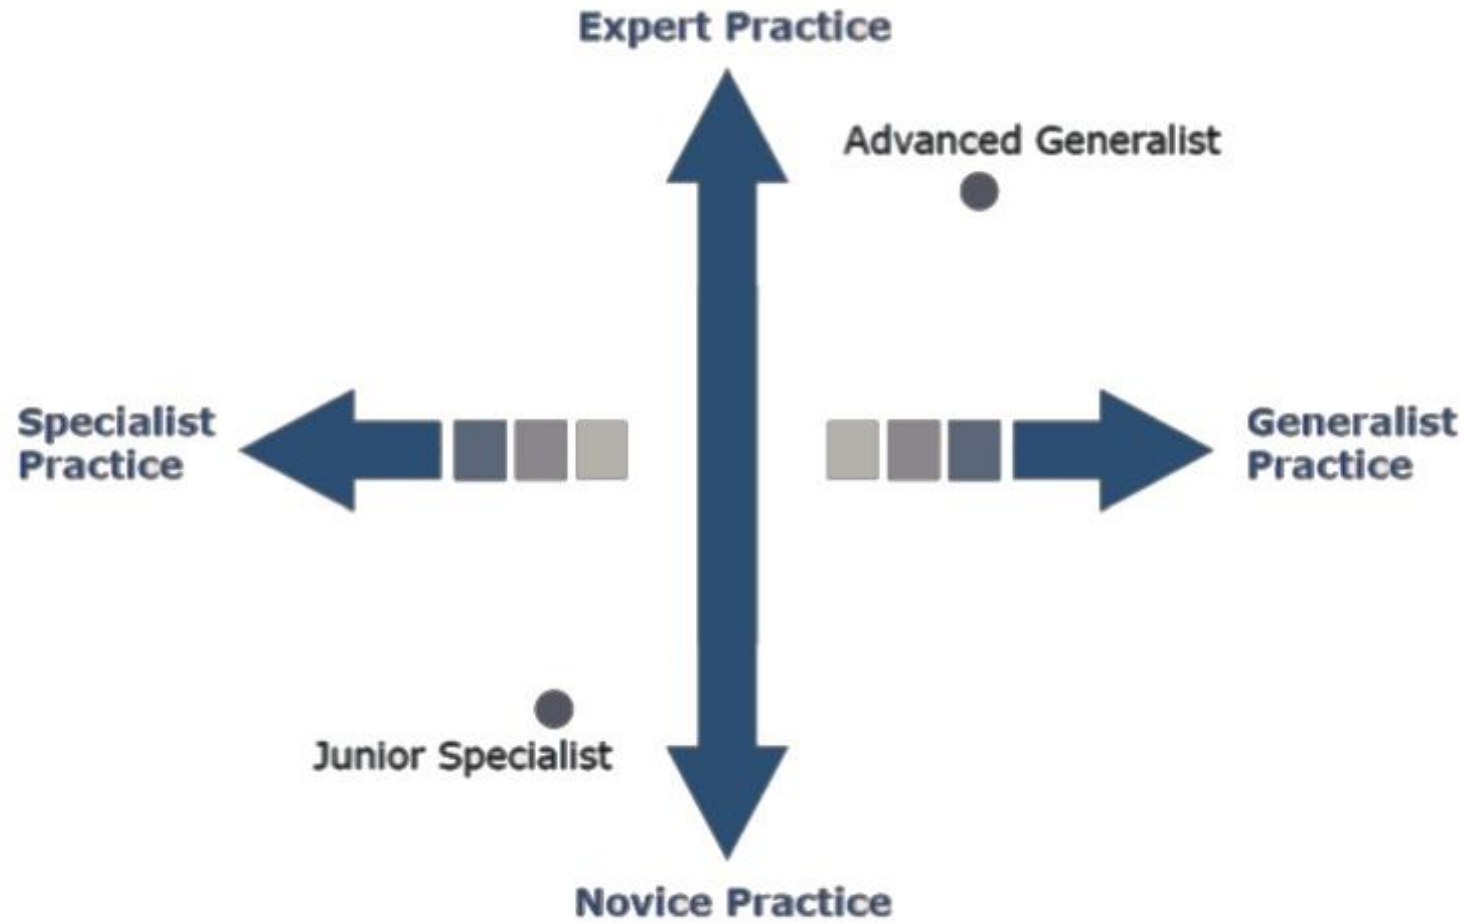 Expert Practice
Advanced Generalist
Specialist
Practice
Generalist
Practice
Junior Specialist
Novice Practice